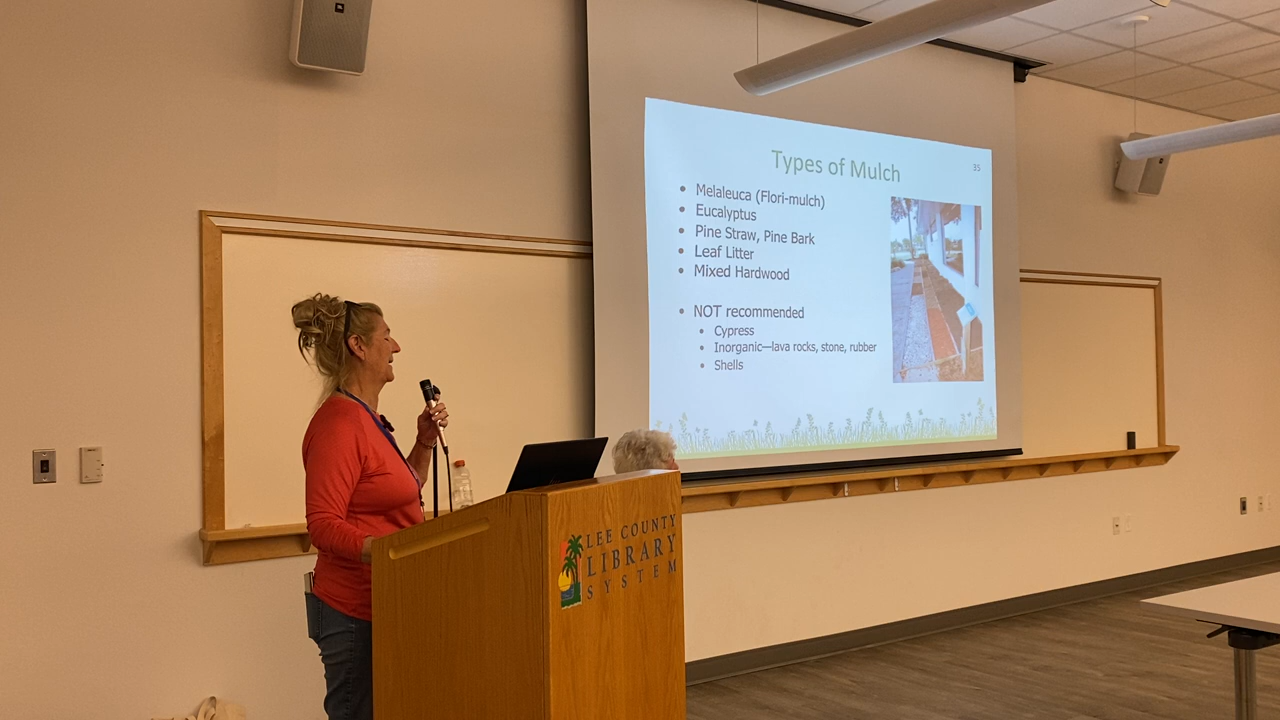 Types of Mulch
35
• Melaleuca (Flori-mulch)
• Eucalyptus
• Pine Straw, Pine Bark
• Leaf Litter
• Mixed Hardwood
• NOT recommended
• Cypress
• Inorganic—lava rocks, stone, rubber
• Shells
LEE COUNTY
LIBRARY
SYSTEM
JBL